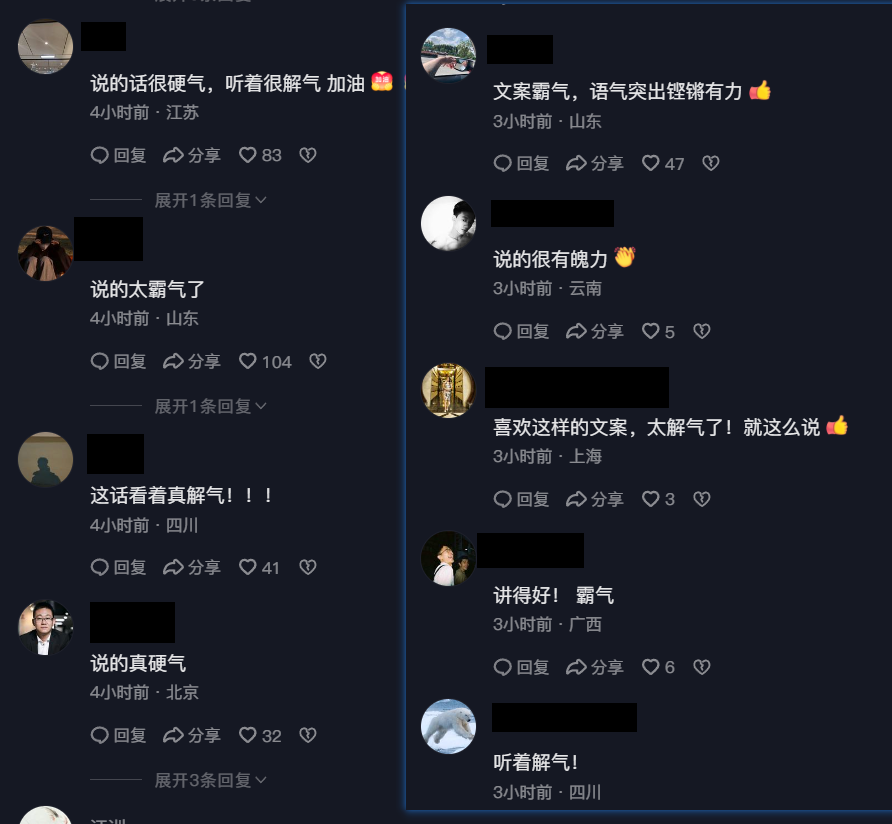 说的话很硬气，听着很解气 加油
4小时前 · 江苏
回复 分享 83
展开1条回复
说的太霸气了
4小时前 · 山东
回复 分享 104
展开1条回复
这话看着真解气！！！
4小时前 · 四川
回复 分享 41
说的真硬气
4小时前 · 北京
回复 分享 32
展开3条回复
文案霸气，语气突出铿锵有力
3小时前 · 山东
回复 分享 47
说的很有魄力
3小时前 · 云南
回复 分享 5
喜欢这样的文案，太解气了！就这么说
3小时前 · 上海
回复 分享 3
讲得好！ 霸气
3小时前 · 广西
回复 分享 6
听着解气！
3小时前 · 四川